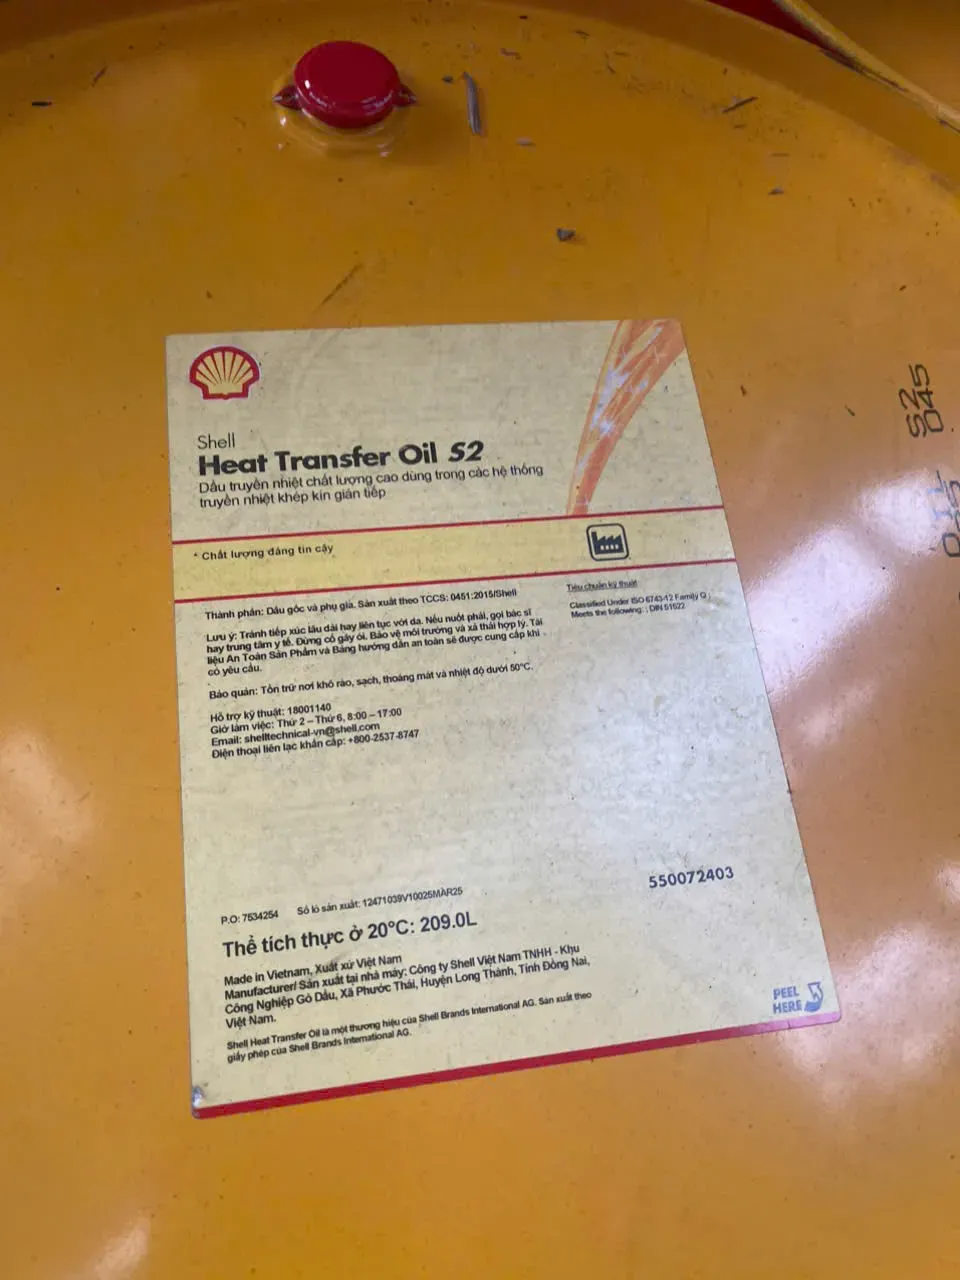 Shell
Heat Transfer Oil S2
Dầu truyền nhiệt chất lượng cao dùng trong các hệ thống
truyền nhiệt khép kín gián tiếp
* Chất lượng đáng tin cậy
Thành phần: Dầu gốc và phụ gia. Sản xuất theo TCCS: 0451:2015/Shell
Lưu ý: Tránh tiếp xúc lâu dài hay liên tục với da. Nếu nuốt phải, gọi bác sĩ
hay trung tâm y tế. Đừng cố gây ói. Bảo vệ môi trường và xả thải hợp lý. Tài
liệu An Toàn Sản Phẩm và Bảng hướng dẫn an toàn sẽ được cung cấp khi
có yêu cầu.
Bảo quản: Tồn trữ nơi khô ráo, sạch, thoáng mát và nhiệt độ dưới 50°C.
Hỗ trợ kỹ thuật: 18001140
Giờ làm việc: Thứ 2 – Thứ 6, 8:00 – 17:00
Email: shelltechnical-vn@shell.com
Điện thoại liên lạc khẩn cấp: +800-2537-8747
Tiêu chuẩn kỹ thuật:
Classified Under ISO 6743-12 Family Q ;
Meets the following: ; DIN 51522
550072403
P.O: 7534254 Số lô sản xuất: 12471039V10025MAR25
Thể tích thực ở 20°C: 209.0L
Made in Vietnam, Xuất xứ Việt Nam
Manufacturer/ Sản xuất tại nhà máy: Công ty Shell Việt Nam TNHH - Khu
Công Nghiệp Gò Dầu, Xã Phước Thái, Huyện Long Thành, Tỉnh Đồng Nai,
Việt Nam.
Shell Heat Transfer Oil là một thương hiệu của Shell Brands International AG. Sản xuất theo
giấy phép của Shell Brands International AG.
PEEL
HERE
S2
045